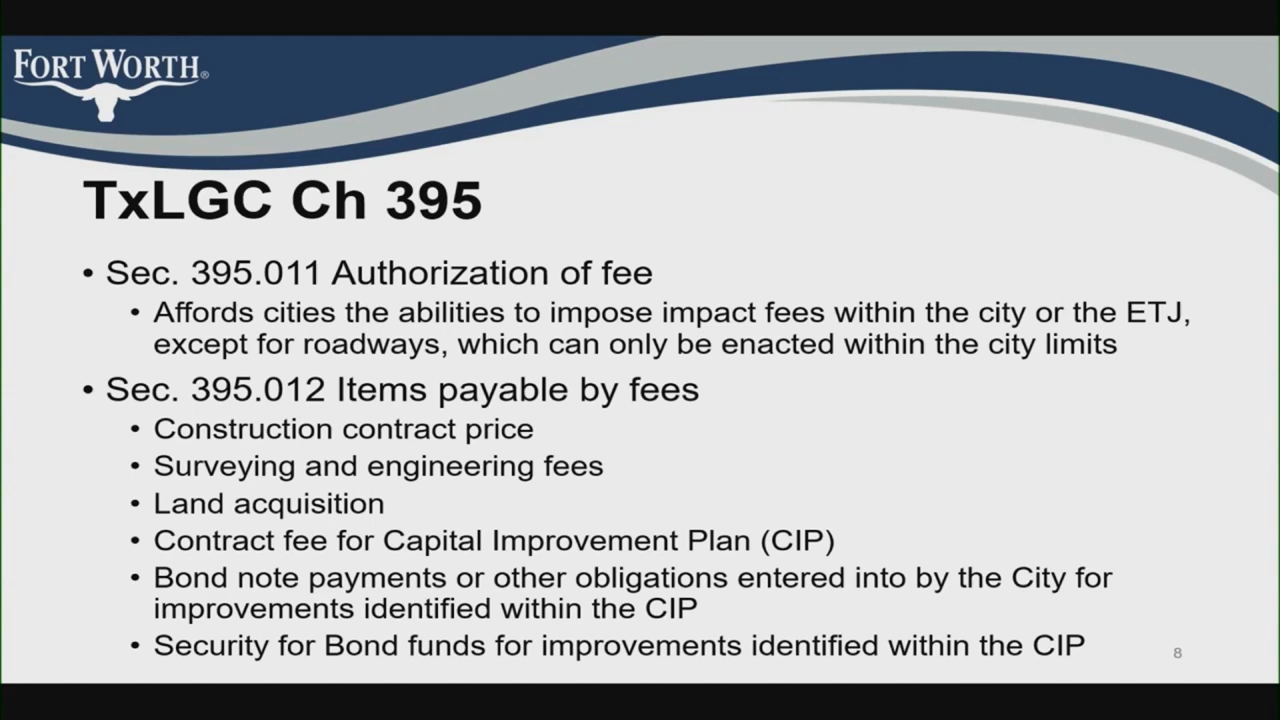 FORT WORTH®
TxLGC Ch 395
• Sec. 395.011 Authorization of fee
• Affords cities the abilities to impose impact fees within the city or the ETJ,
except for roadways, which can only be enacted within the city limits
• Sec. 395.012 Items payable by fees
• Construction contract price
• Surveying and engineering fees
• Land acquisition
• Contract fee for Capital Improvement Plan (CIP)
• Bond note payments or other obligations entered into by the City for
improvements identified within the CIP
• Security for Bond funds for improvements identified within the CIP
8